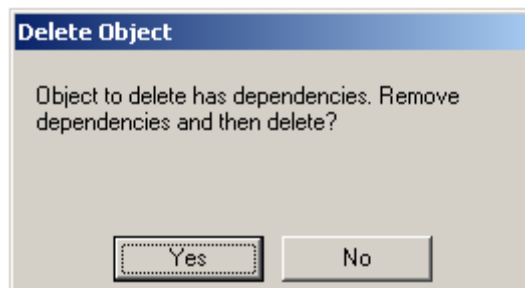 Delete Object
Object to delete has dependencies. Remove
dependencies and then delete?
Yes
No